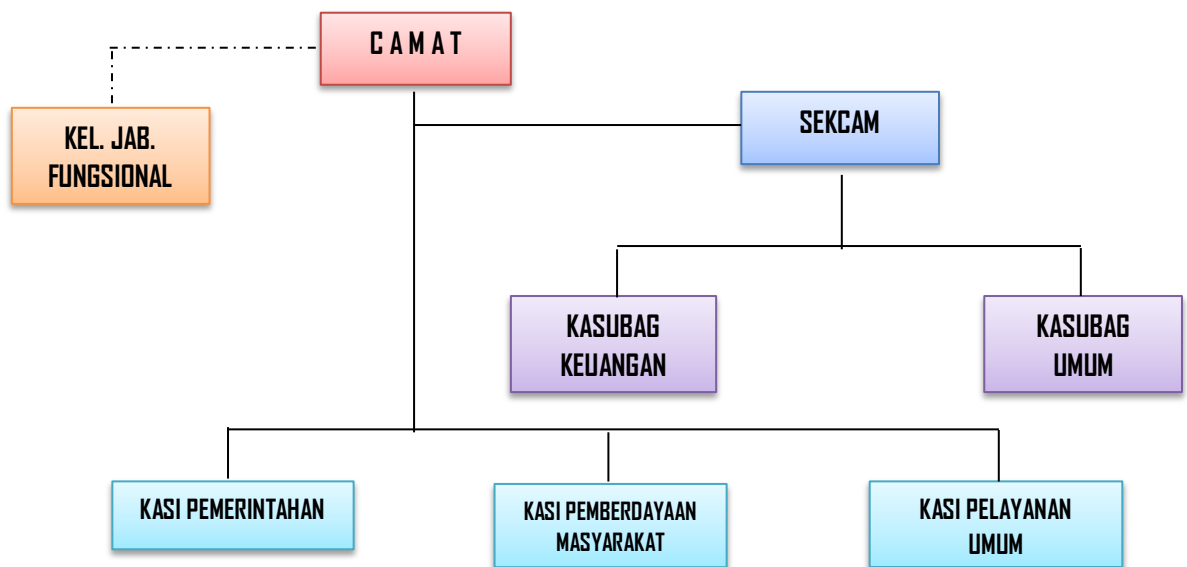 C A M A T
KEL. JAB.
FUNGSIONAL
SEKCAM
KASUBAG
KEUANGAN
KASUBAG
UMUM
KASI PEMERINTAHAN
KASI PEMBERDAYAAN
MASYARAKAT
KASI PELAYANAN
UMUM